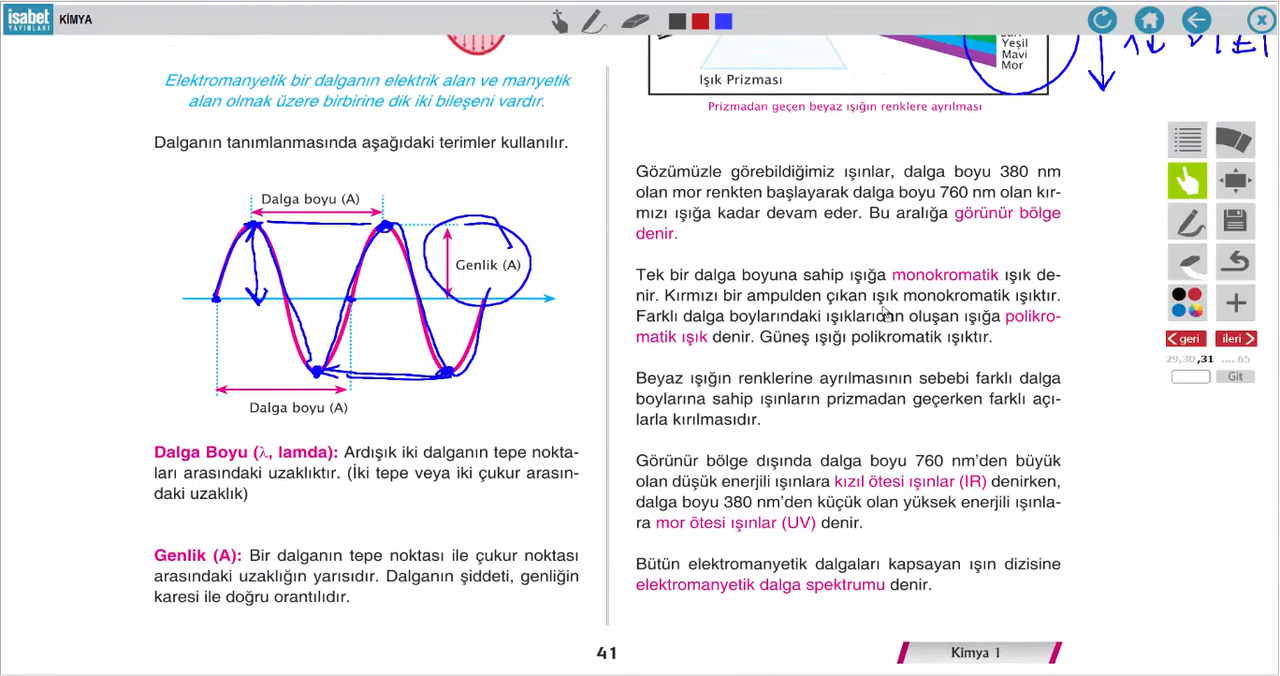 isabet
YAYINLARI
KİMYA
Elektromanyetik bir dalganın elektrik alan ve manyetik
alan olmak üzere birbirine dik iki bileşeni vardır.
Dalganın tanımlanmasında aşağıdaki terimler kullanılır.
Dalga boyu (A)
Genlik (A)
Dalga boyu (A)
Dalga Boyu (λ, lamda): Ardışık iki dalganın tepe nokta-
ları arasındaki uzaklıktır. (İki tepe veya iki çukur arasın-
daki uzaklık)
Genlik (A): Bir dalganın tepe noktası ile çukur noktası
arasındaki uzaklığın yarısıdır. Dalganın şiddeti, genliğin
karesi ile doğru orantılıdır.
Sarı
Yeşil
Mavi
Mor
Işık Prizması
Prizmadan geçen beyaz ışığın renklere ayrılması
Gözümüzle görebildiğimiz ışınlar, dalga boyu 380 nm
olan mor renkten başlayarak dalga boyu 760 nm olan kır-
mızı ışığa kadar devam eder. Bu aralığa görünür bölge
denir.
Tek bir dalga boyuna sahip ışığa monokromatik ışık de-
nir. Kırmızı bir ampulden çıkan ışık monokromatik ışıktır.
Farklı dalga boylarındaki ışıklardan oluşan ışığa polikro-
matik ışık denir. Güneş ışığı polikromatik ışıktır.
Beyaz ışığın renklerine ayrılmasının sebebi farklı dalga
boylarına sahip ışınların prizmadan geçerken farklı açı-
larla kırılmasıdır.
Görünür bölge dışında dalga boyu 760 nm'den büyük
olan düşük enerjili ışınlara kızıl ötesi ışınlar (IR) denirken,
dalga boyu 380 nm'den küçük olan yüksek enerjili ışınla-
ra mor ötesi ışınlar (UV) denir.
Bütün elektromanyetik dalgaları kapsayan ışın dizisine
elektromanyetik dalga spektrumu denir.
41
Kimya 1
geri
ileri
29,30,31 .... 65
Git